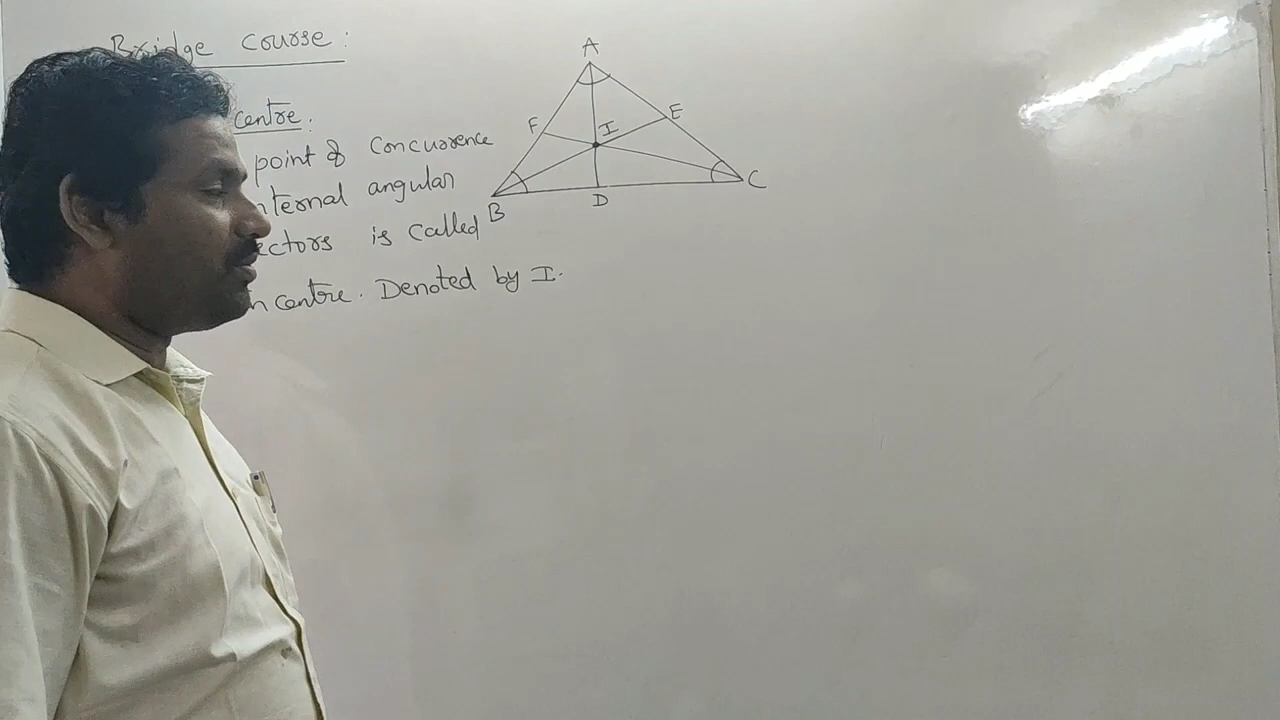 Bridge course :
centre.
point of concurrence
nternal angular
ectors is called
n centre. Denoted by I.
A
F
E
I
B
D
C